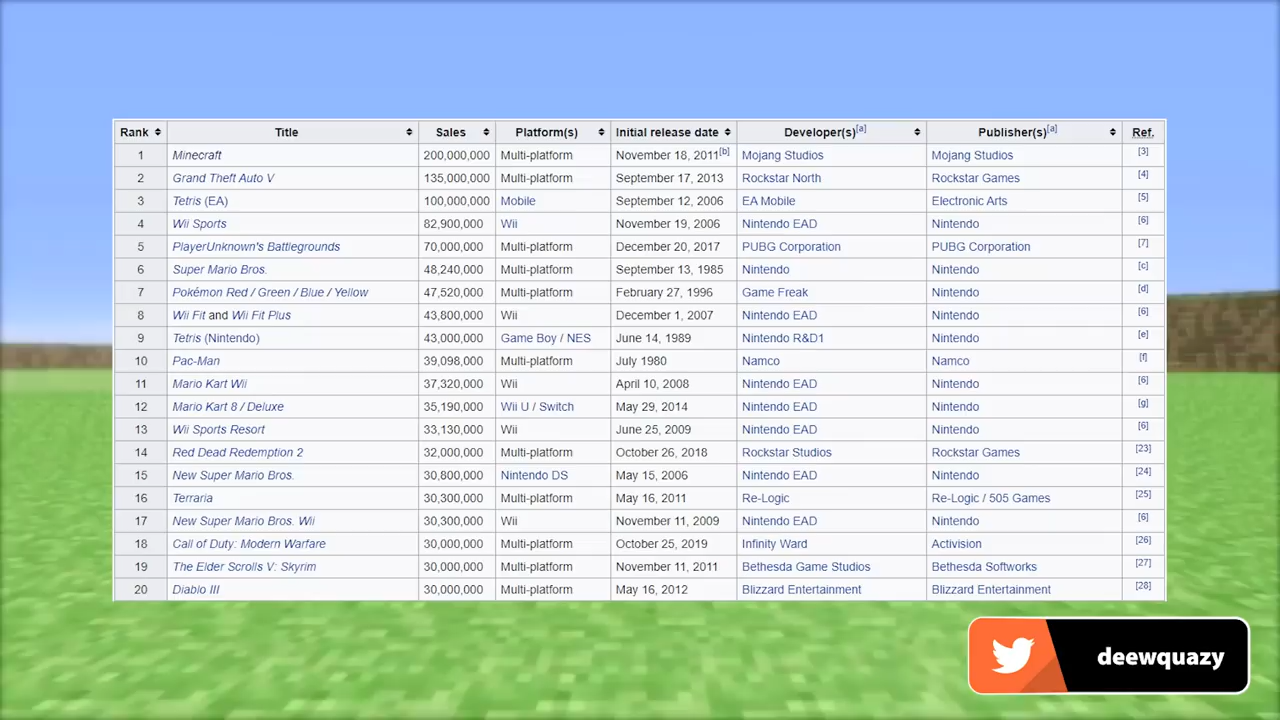 Rank Title Sales Platform(s) Initial release date Developer(s)[a] Publisher(s)[a] Ref.
1 Minecraft 200,000,000 Multi-platform November 18, 2011[b] Mojang Studios Mojang Studios [3]
2 Grand Theft Auto V 135,000,000 Multi-platform September 17, 2013 Rockstar North Rockstar Games [4]
3 Tetris (EA) 100,000,000 Mobile September 12, 2006 EA Mobile Electronic Arts [5]
4 Wii Sports 82,900,000 Wii November 19, 2006 Nintendo EAD Nintendo [6]
5 PlayerUnknown's Battlegrounds 70,000,000 Multi-platform December 20, 2017 PUBG Corporation PUBG Corporation [7]
6 Super Mario Bros. 48,240,000 Multi-platform September 13, 1985 Nintendo Nintendo [c]
7 Pokémon Red / Green / Blue / Yellow 47,520,000 Multi-platform February 27, 1996 Game Freak Nintendo [d]
8 Wii Fit and Wii Fit Plus 43,800,000 Wii December 1, 2007 Nintendo EAD Nintendo [6]
9 Tetris (Nintendo) 43,000,000 Game Boy / NES June 14, 1989 Nintendo R&D1 Nintendo [e]
10 Pac-Man 39,098,000 Multi-platform July 1980 Namco Namco [f]
11 Mario Kart Wii 37,320,000 Wii April 10, 2008 Nintendo EAD Nintendo [6]
12 Mario Kart 8 / Deluxe 35,190,000 Wii U / Switch May 29, 2014 Nintendo EAD Nintendo [g]
13 Wii Sports Resort 33,130,000 Wii June 25, 2009 Nintendo EAD Nintendo [6]
14 Red Dead Redemption 2 32,000,000 Multi-platform October 26, 2018 Rockstar Studios Rockstar Games [23]
15 New Super Mario Bros. 30,800,000 Nintendo DS May 15, 2006 Nintendo EAD Nintendo [24]
16 Terraria 30,300,000 Multi-platform May 16, 2011 Re-Logic Re-Logic / 505 Games [25]
17 New Super Mario Bros. Wii 30,300,000 Wii November 11, 2009 Nintendo EAD Nintendo [6]
18 Call of Duty: Modern Warfare 30,000,000 Multi-platform October 25, 2019 Infinity Ward Activision [26]
19 The Elder Scrolls V: Skyrim 30,000,000 Multi-platform November 11, 2011 Bethesda Game Studios Bethesda Softworks [27]
20 Diablo III 30,000,000 Multi-platform May 16, 2012 Blizzard Entertainment Blizzard Entertainment [28]
deewquazy